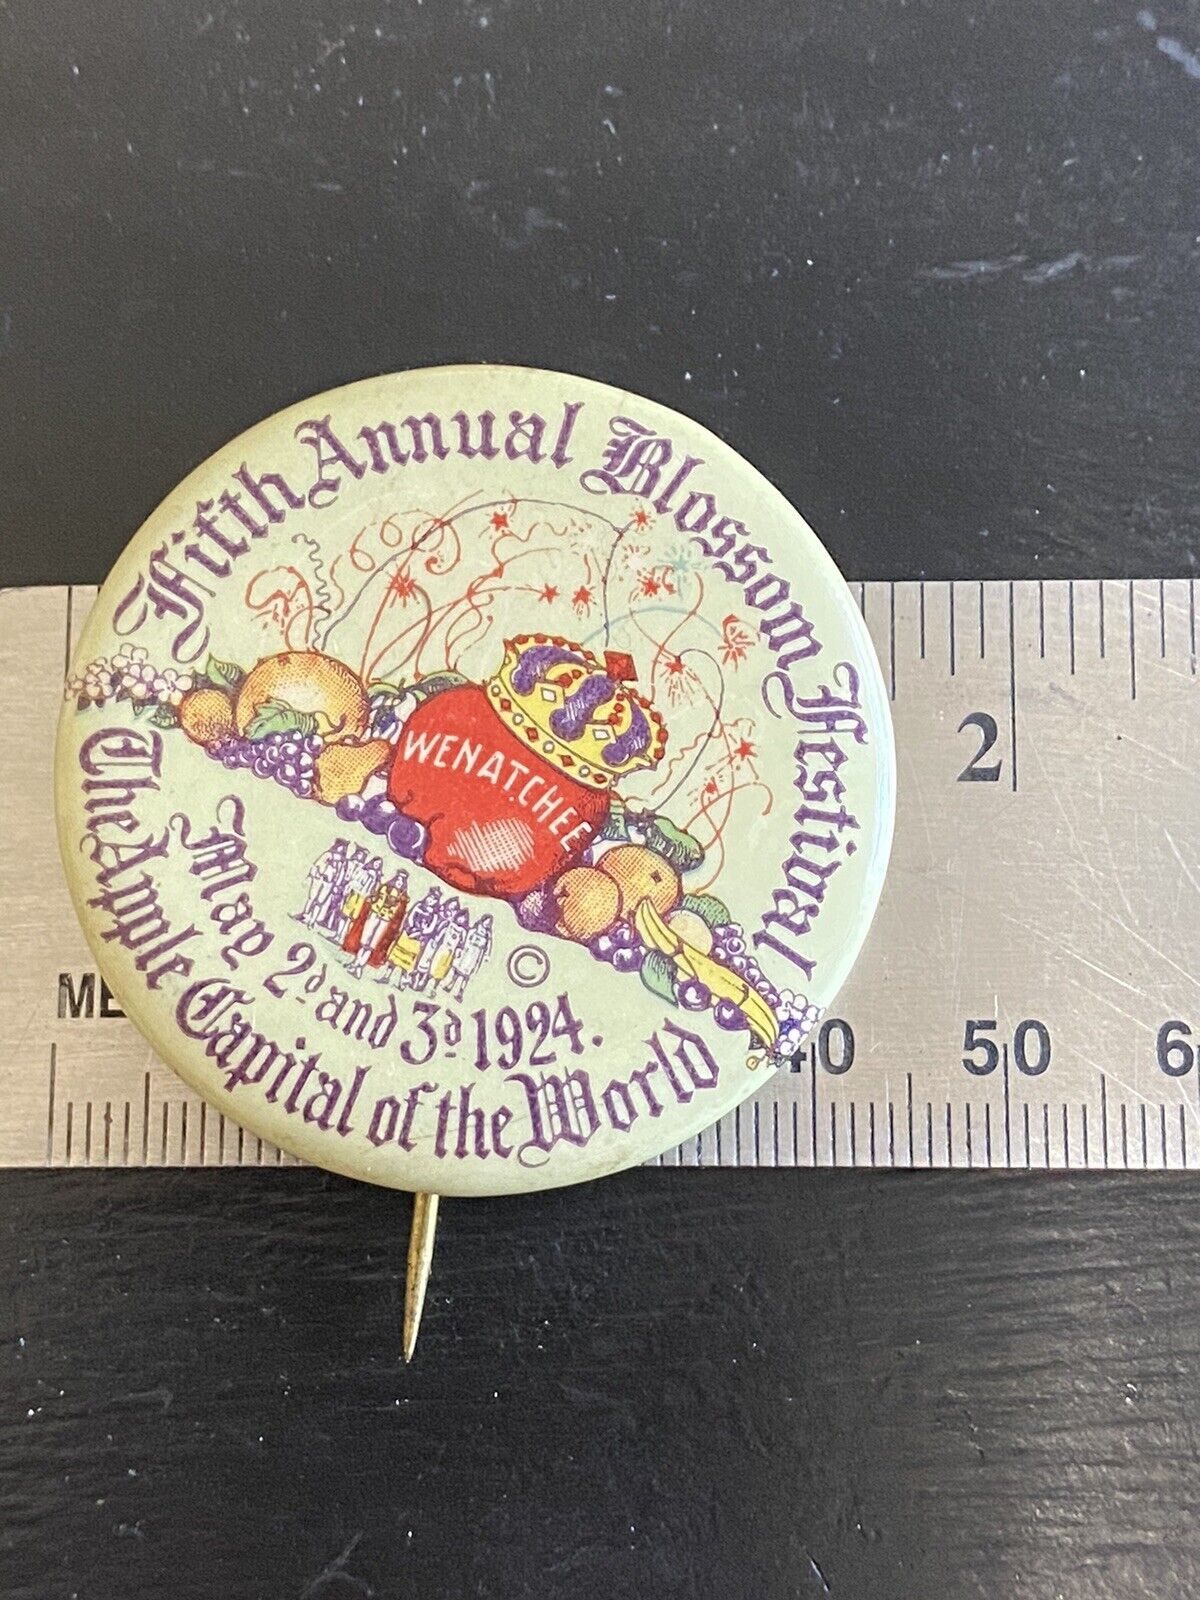 Fifth Annual Blossom Festival
WENATCHEE
©
May 2d and 3d 1924.
The Apple Capital of the World
2
ME
40 50 6